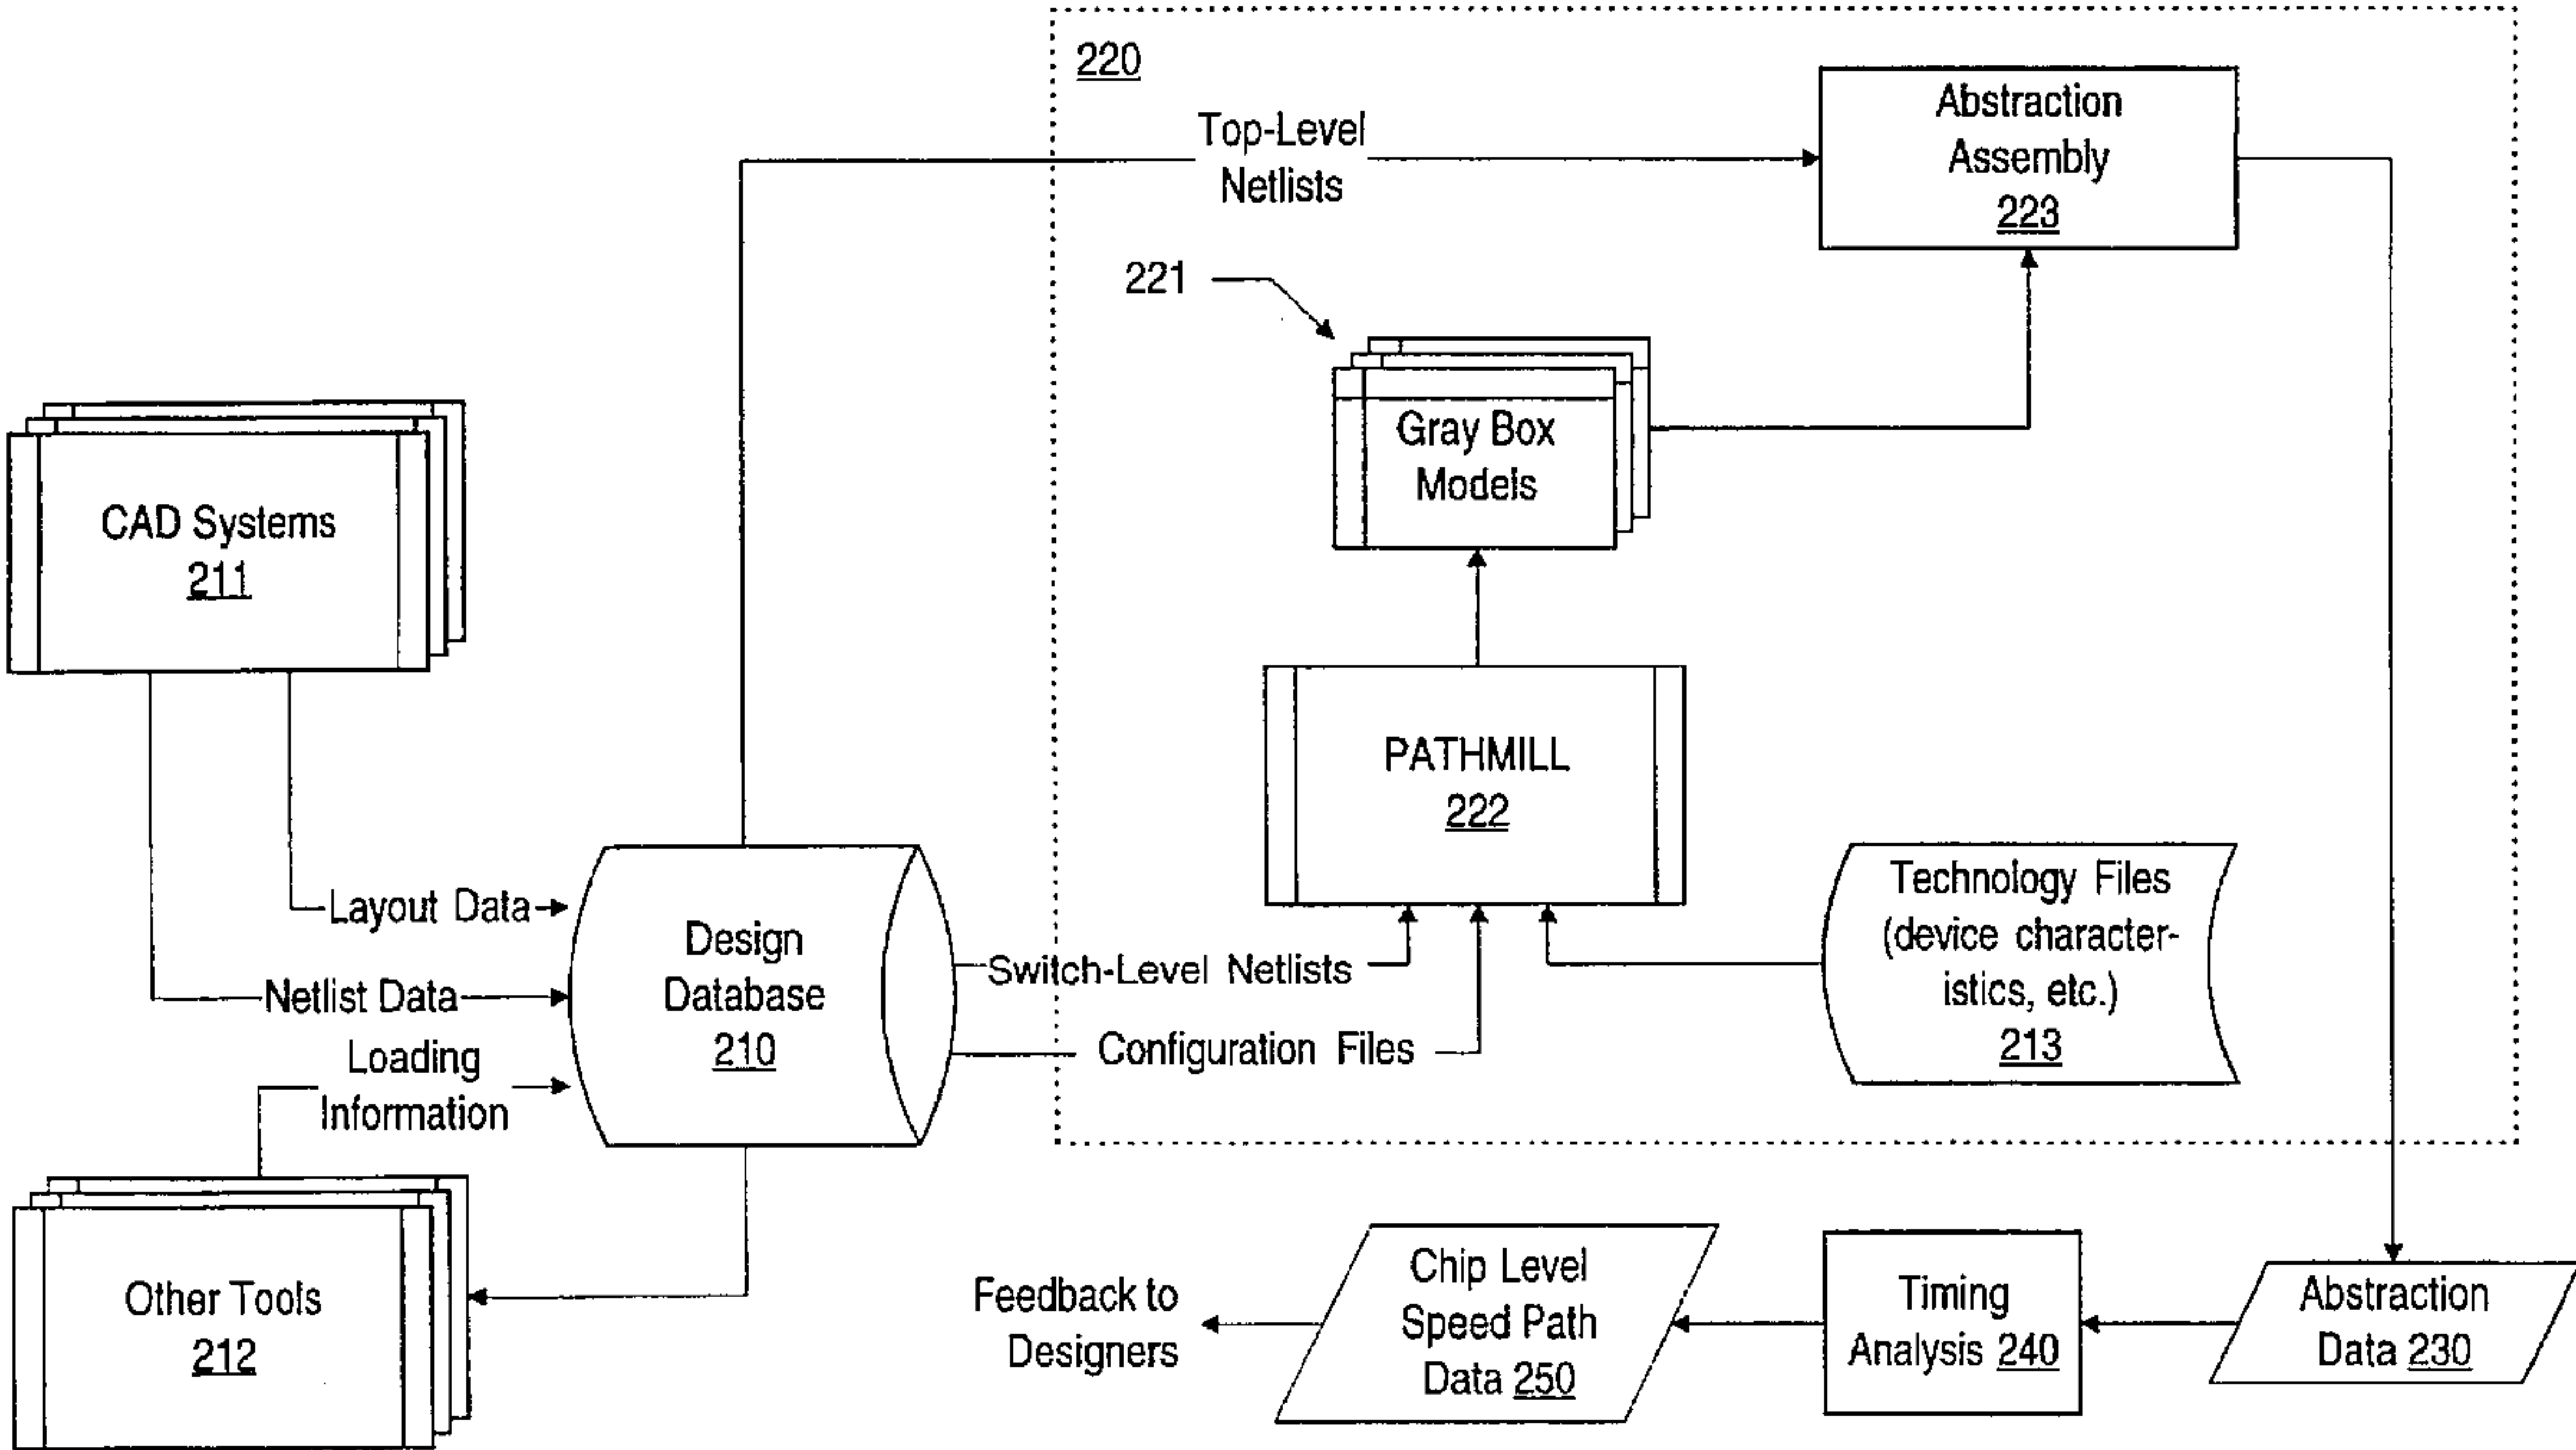 220
Top-Level
Netlists
Abstraction
Assembly
223
221
Gray Box
Models
CAD Systems
211
PATHMILL
222
Layout Data
Netlist Data
Loading
Information
Design
Database
210
Switch-Level Netlists
Configuration Files
Technology Files
(device character-
istics, etc.)
213
Other Tools
212
Feedback to
Designers
Chip Level
Speed Path
Data 250
Timing
Analysis 240
Abstraction
Data 230